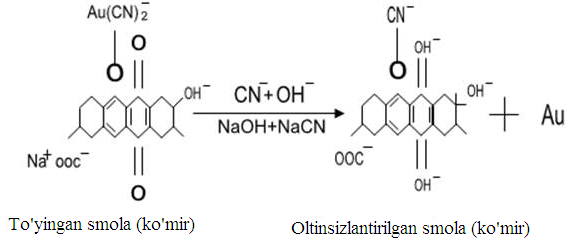 Au(CN)₂⁻
O
O
OH⁻
Na⁺ ooc⁻
O
CN⁻+OH⁻
NaOH+NaCN
CN⁻
O
OH⁻
OH⁻
OOC⁻
OH⁻
+ Au
To'yingan smola (ko'mir)
Oltinsizlantirilgan smola (ko'mir)